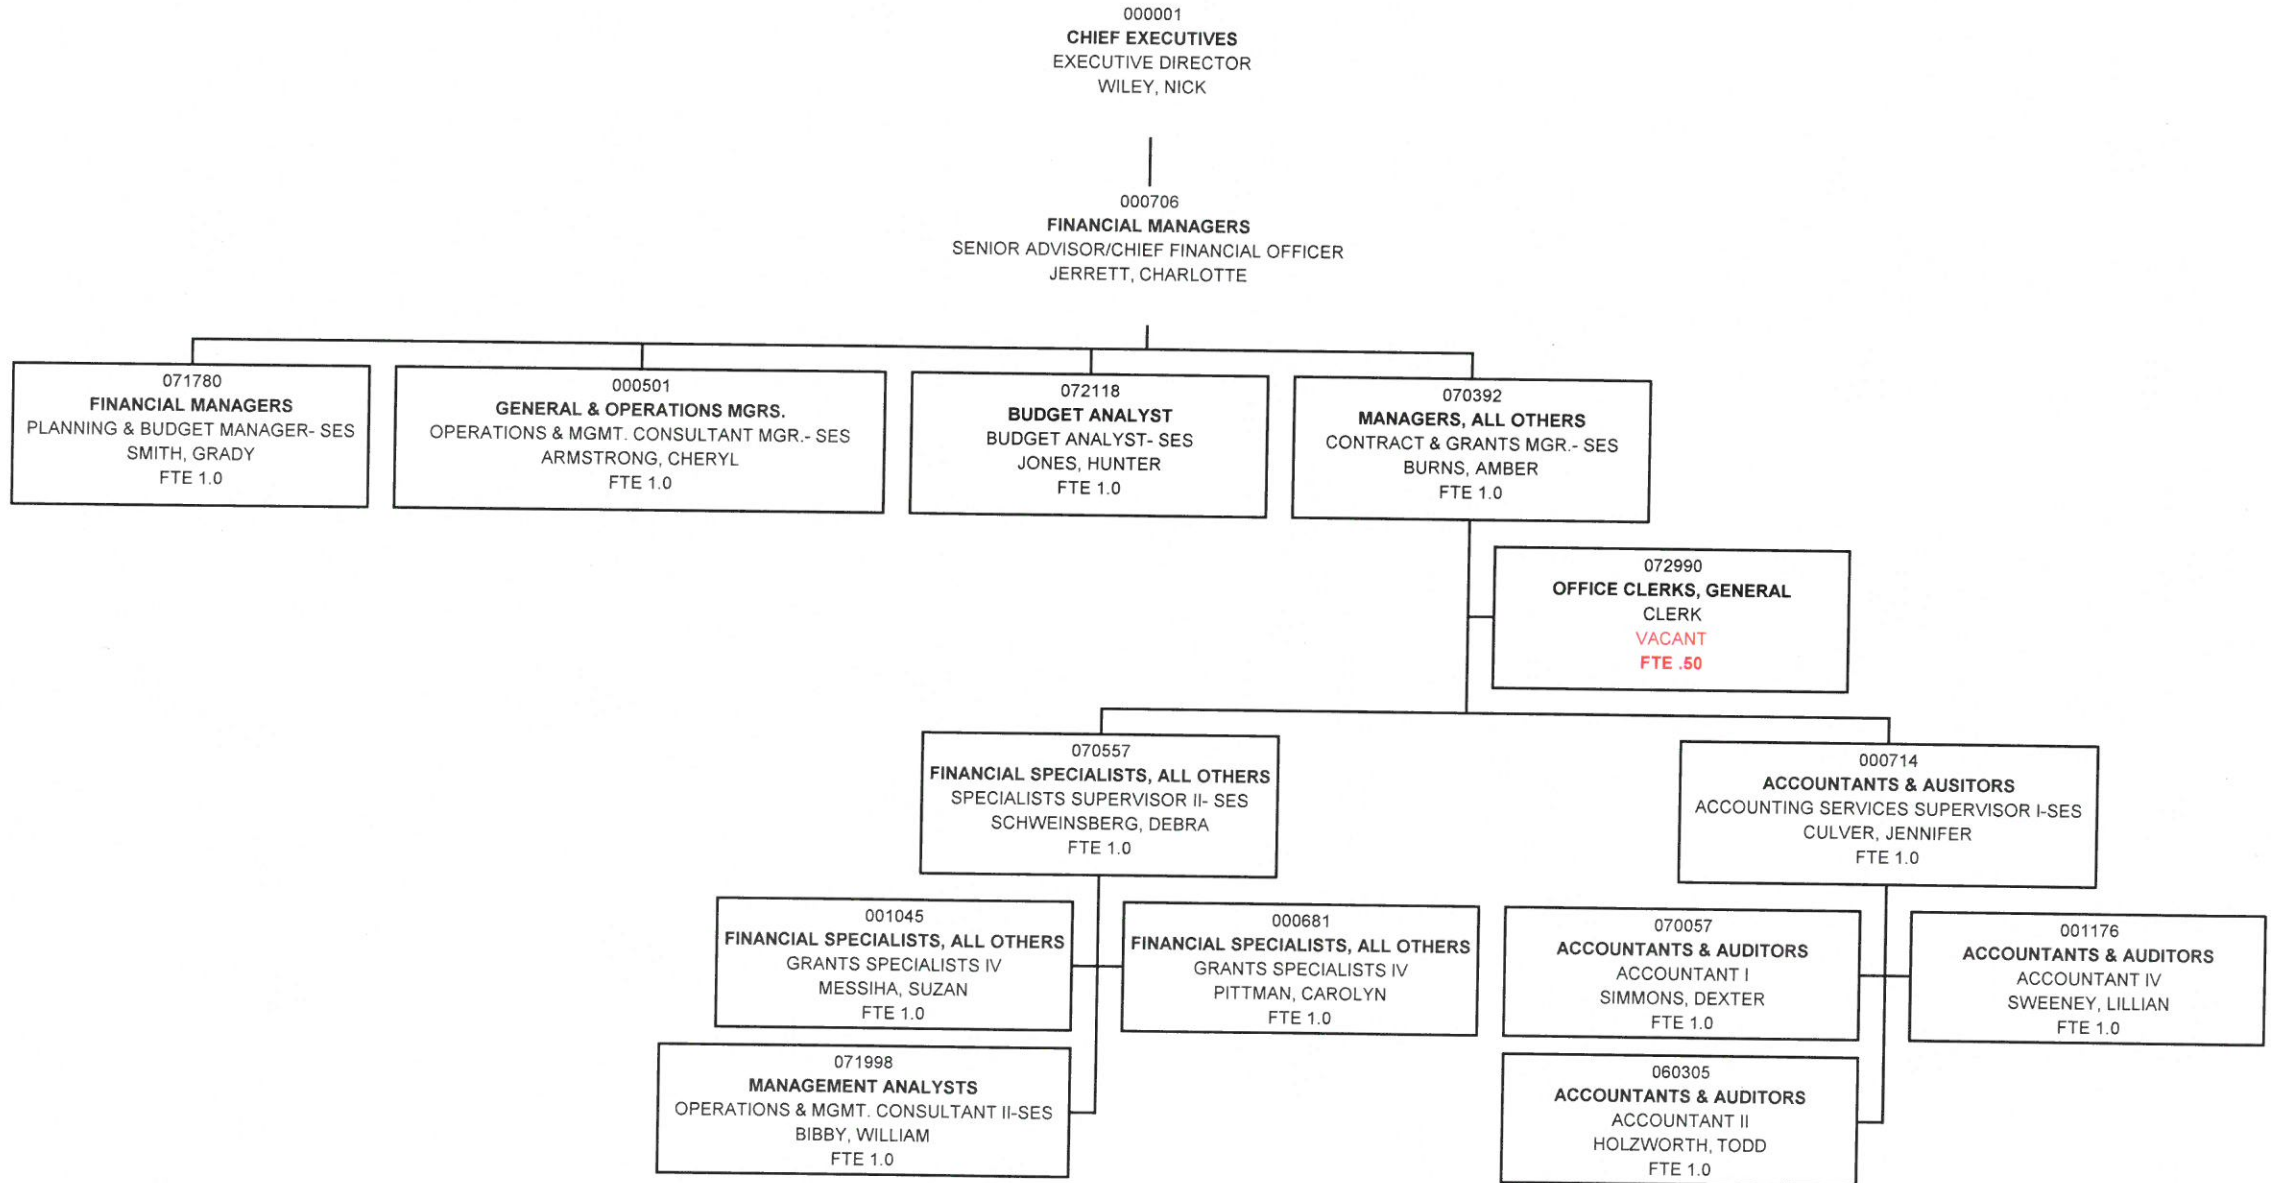 000001
CHIEF EXECUTIVES
EXECUTIVE DIRECTOR
WILEY, NICK
000706
FINANCIAL MANAGERS
SENIOR ADVISOR/CHIEF FINANCIAL OFFICER
JERRETT, CHARLOTTE
071780
FINANCIAL MANAGERS
PLANNING & BUDGET MANAGER- SES
SMITH, GRADY
FTE 1.0
000501
GENERAL & OPERATIONS MGRS.
OPERATIONS & MGMT. CONSULTANT MGR.- SES
ARMSTRONG, CHERYL
FTE 1.0
072118
BUDGET ANALYST
BUDGET ANALYST- SES
JONES, HUNTER
FTE 1.0
070392
MANAGERS, ALL OTHERS
CONTRACT & GRANTS MGR.- SES
BURNS, AMBER
FTE 1.0
072990
OFFICE CLERKS, GENERAL
CLERK
VACANT
FTE .50
070557
FINANCIAL SPECIALISTS, ALL OTHERS
SPECIALISTS SUPERVISOR II- SES
SCHWEINSBERG, DEBRA
FTE 1.0
000714
ACCOUNTANTS & AUSITORS
ACCOUNTING SERVICES SUPERVISOR I-SES
CULVER, JENNIFER
FTE 1.0
001045
FINANCIAL SPECIALISTS, ALL OTHERS
GRANTS SPECIALISTS IV
MESSIHA, SUZAN
FTE 1.0
000681
FINANCIAL SPECIALISTS, ALL OTHERS
GRANTS SPECIALISTS IV
PITTMAN, CAROLYN
FTE 1.0
070057
ACCOUNTANTS & AUDITORS
ACCOUNTANT I
SIMMONS, DEXTER
FTE 1.0
001176
ACCOUNTANTS & AUDITORS
ACCOUNTANT IV
SWEENEY, LILLIAN
FTE 1.0
071998
MANAGEMENT ANALYSTS
OPERATIONS & MGMT. CONSULTANT II-SES
BIBBY, WILLIAM
FTE 1.0
060305
ACCOUNTANTS & AUDITORS
ACCOUNTANT II
HOLZWORTH, TODD
FTE 1.0